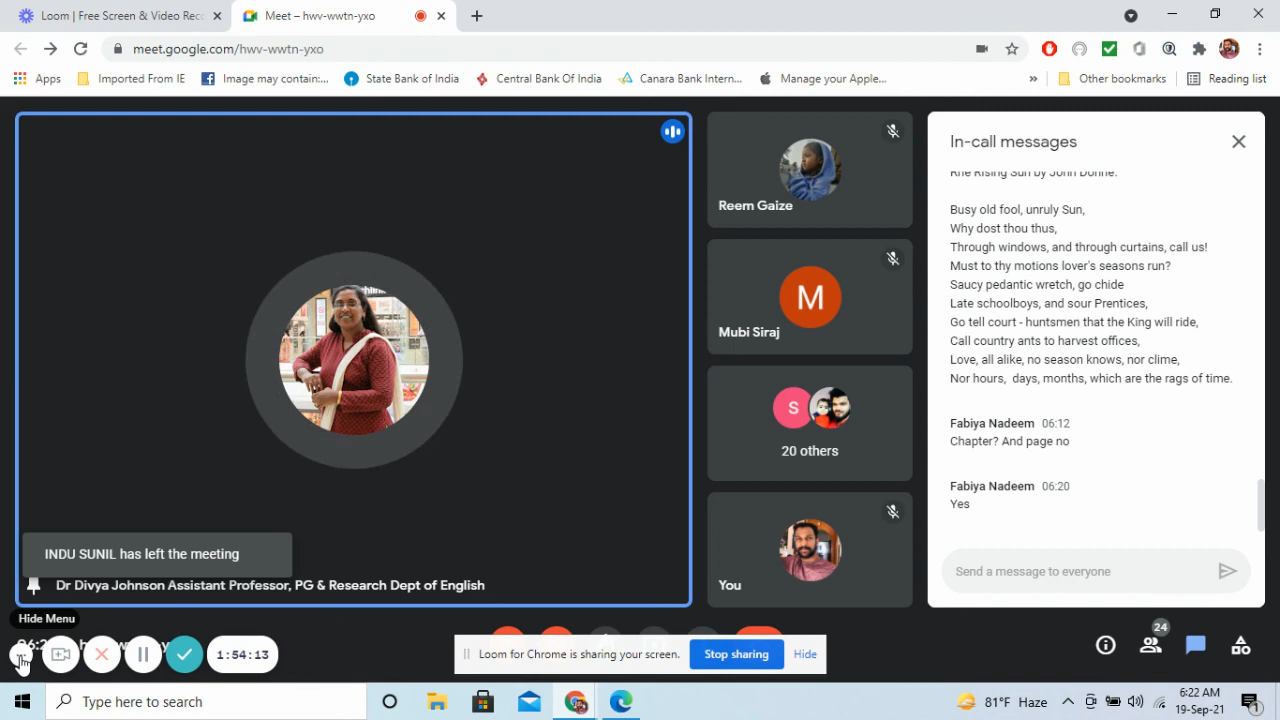 Loom | Free Screen & Video Rec
Meet – hwv-wwtn-yxo
meet.google.com/hwv-wwtn-yxo
Apps
Imported From IE
Image may contain:...
State Bank of India
Central Bank Of India
Canara Bank Intern...
Manage your Apple...
»
Other bookmarks
Reading list
Reem Gaize
M
Mubi Siraj
S
20 others
You
INDU SUNIL has left the meeting
Dr Divya Johnson Assistant Professor, PG & Research Dept of English
In-call messages
Rhe Rising Sun by John Donne.
Busy old fool, unruly Sun,
Why dost thou thus,
Through windows, and through curtains, call us!
Must to thy motions lover's seasons run?
Saucy pedantic wretch, go chide
Late schoolboys, and sour Prentices,
Go tell court - huntsmen that the King will ride,
Call country ants to harvest offices,
Love, all alike, no season knows, nor clime,
Nor hours, days, months, which are the rags of time.
Fabiya Nadeem 06:12
Chapter? And page no
Fabiya Nadeem 06:20
Yes
Send a message to everyone
Hide Menu
1:54:13
Loom for Chrome is sharing your screen.
Stop sharing
Hide
24
Type here to search
81°F Haze
6:22 AM
19-Sep-21
1